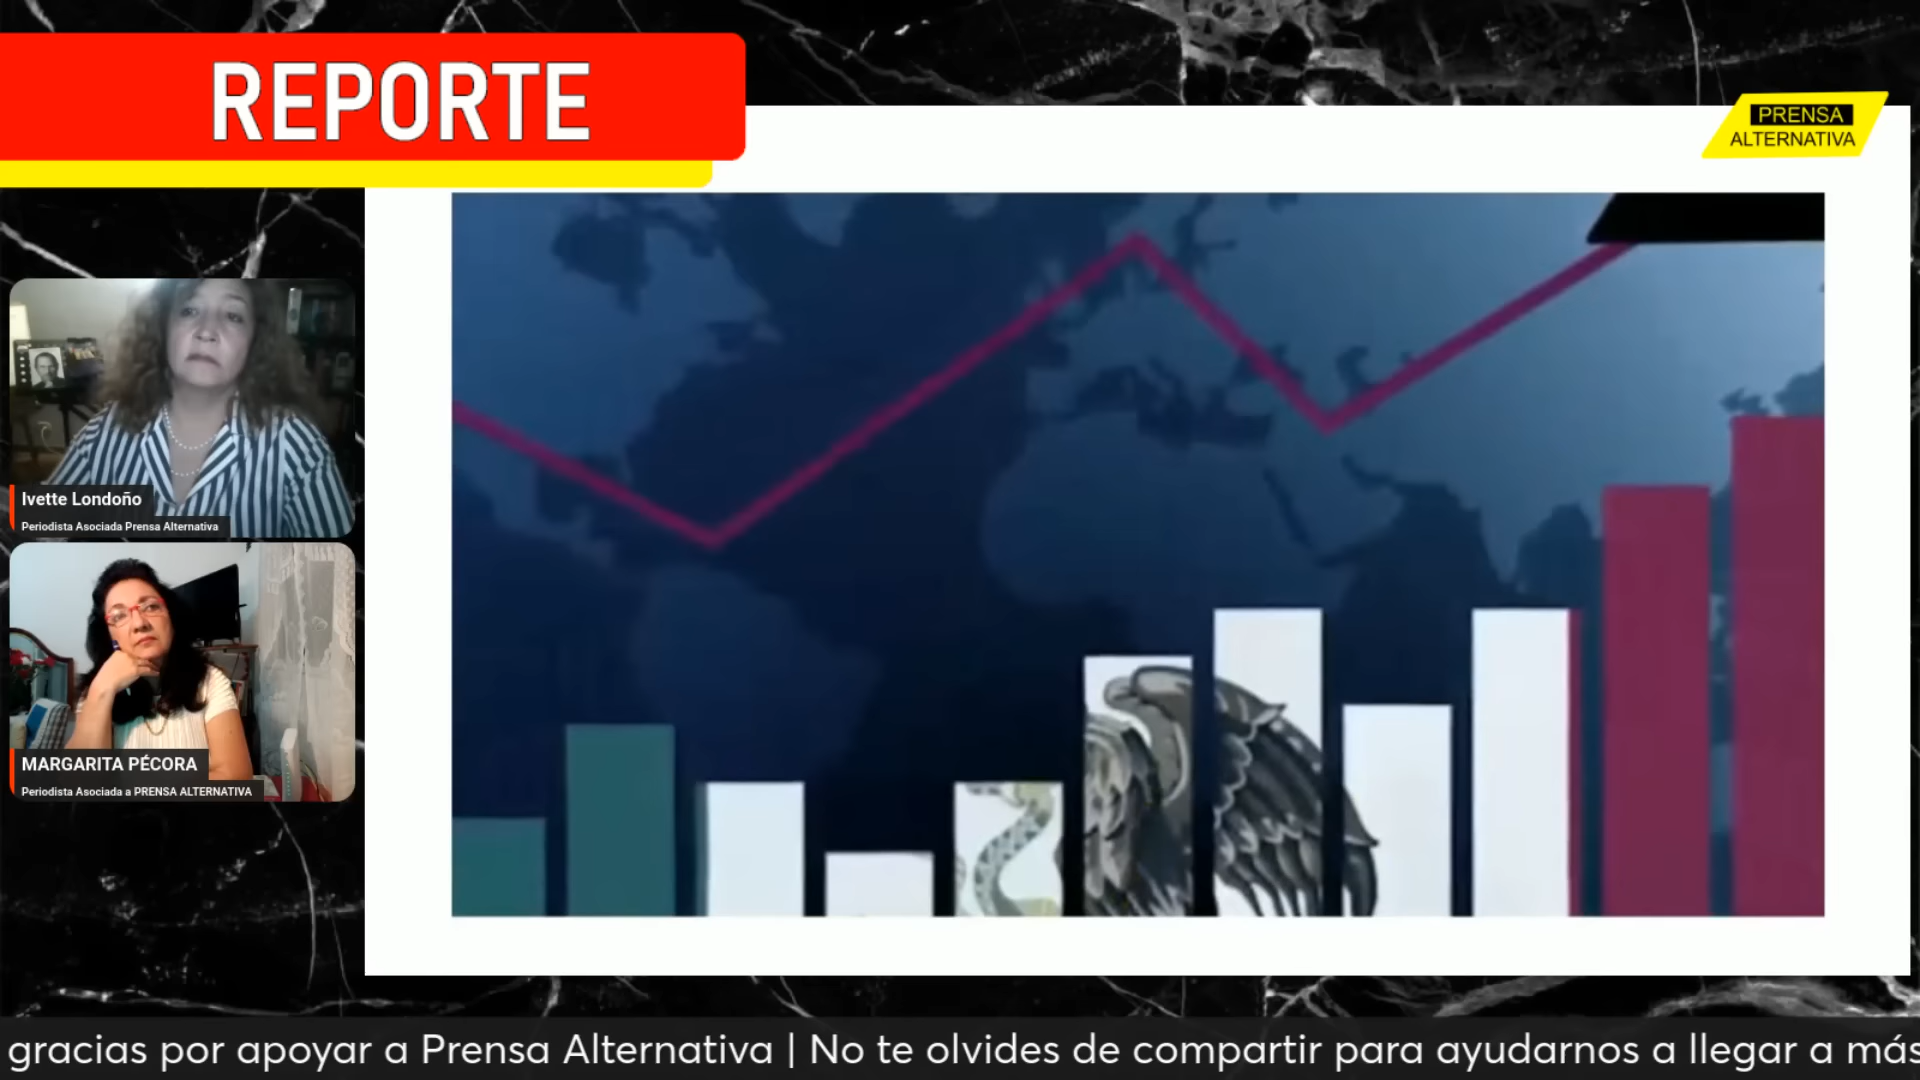 REPORTE
PRENSA
ALTERNATIVA
Ivette Londoño
Periodista Asociada Prensa Alternativa
MARGARITA PÉCORA
Periodista Asociada a PRENSA ALTERNATIVA
gracias por apoyar a Prensa Alternativa | No te olvides de compartir para ayudarnos a llegar a más